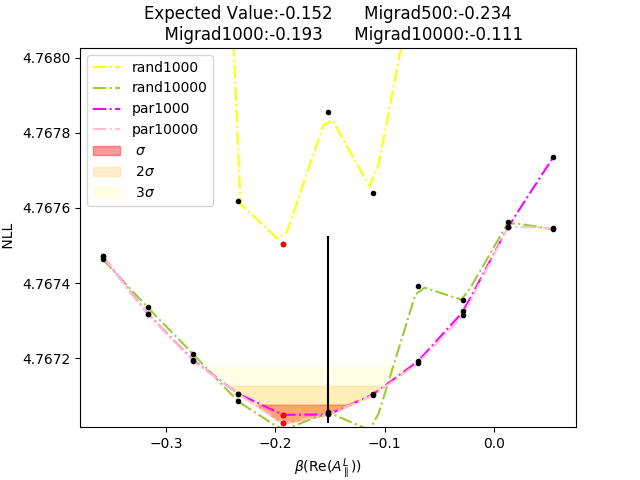 Expected Value:-0.152 Migrad500:-0.234
Migrad1000:-0.193 Migrad10000:-0.111
4.7680
4.7678
4.7676
4.7674
4.7672
NLL
rand1000
rand10000
par1000
par10000
σ
2σ
3σ
−0.3 −0.2 −0.1 0.0
β(Re(A_∥^L))